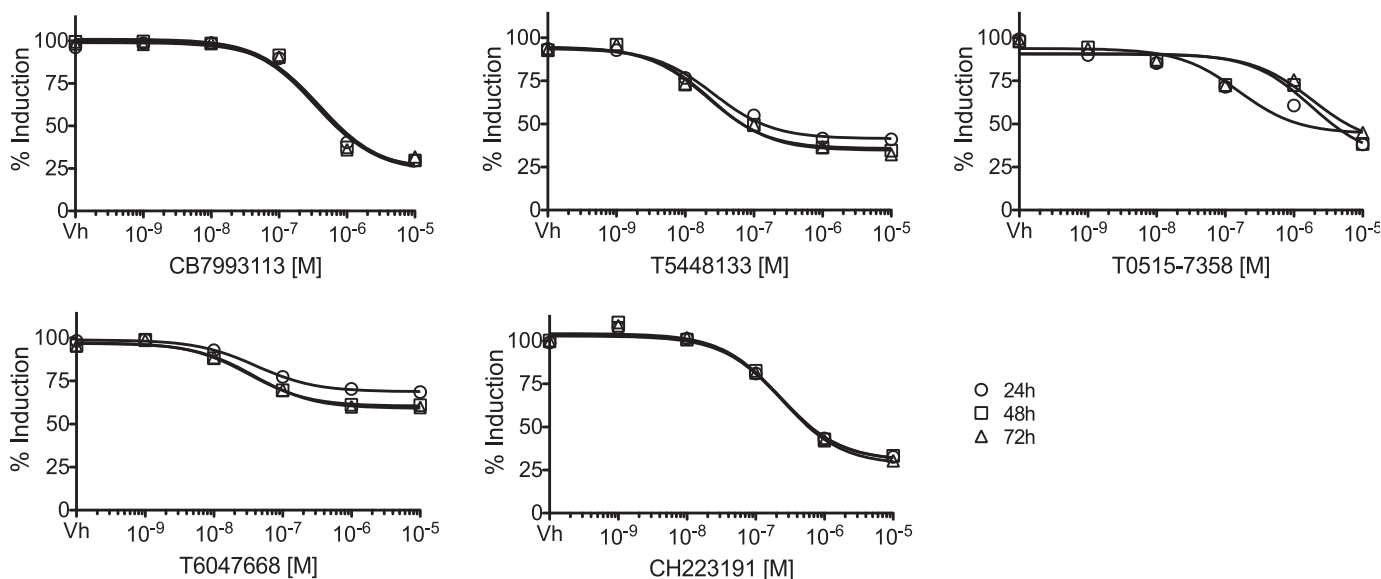 % Induction
100
75
50
25
0
Vh 10⁻⁹ 10⁻⁸ 10⁻⁷ 10⁻⁶ 10⁻⁵
CB7993113 [M]
% Induction
100
75
50
25
0
Vh 10⁻⁹ 10⁻⁸ 10⁻⁷ 10⁻⁶ 10⁻⁵
T5448133 [M]
% Induction
100
75
50
25
0
Vh 10⁻⁹ 10⁻⁸ 10⁻⁷ 10⁻⁶ 10⁻⁵
T0515-7358 [M]
% Induction
100
75
50
25
0
Vh 10⁻⁹ 10⁻⁸ 10⁻⁷ 10⁻⁶ 10⁻⁵
T6047668 [M]
% Induction
100
75
50
25
0
Vh 10⁻⁹ 10⁻⁸ 10⁻⁷ 10⁻⁶ 10⁻⁵
CH223191 [M]
24h
48h
72h